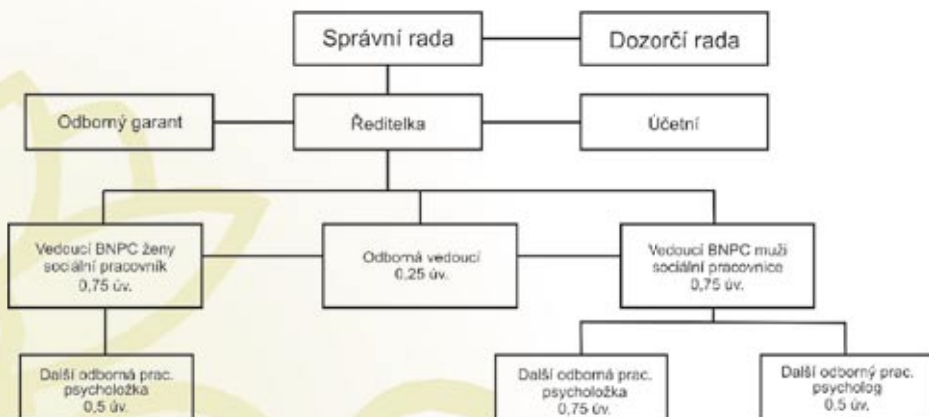 Správní rada
Dozorčí rada
Odborný garant
Ředitelka
Účetní
Vedoucí BNPC ženy
sociální pracovník
0,75 úv.
Odborná vedoucí
0,25 úv.
Vedoucí BNPC muži
sociální pracovnice
0,75 úv.
Další odborná prac.
psycholožka
0,5 úv.
Další odborná prac.
psycholožka
0,75 úv.
Další odborný prac.
psycholog
0,5 úv.